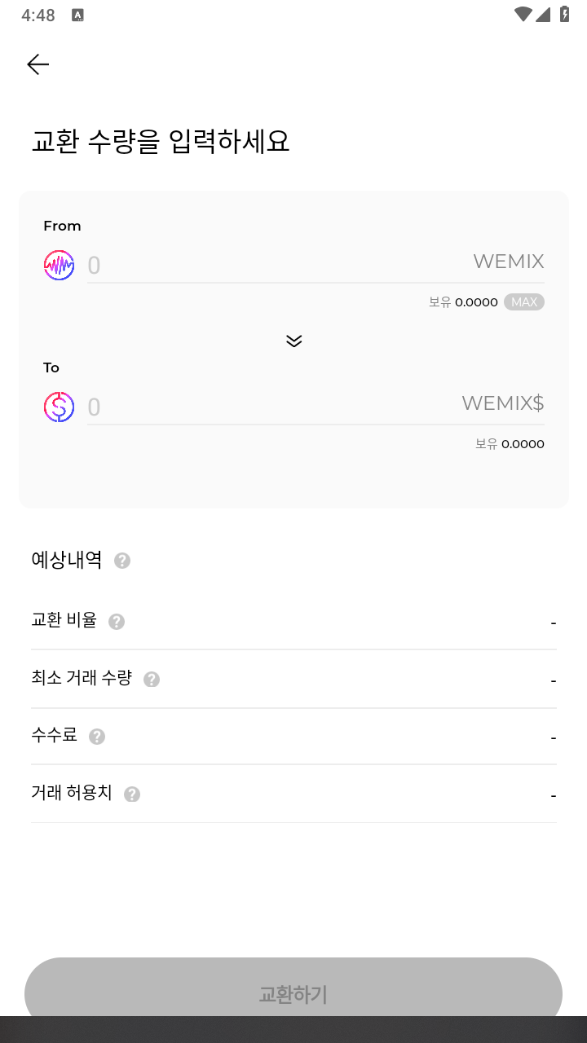 4:48 A
교환 수량을 입력하세요
From
0 WEMIX
보유 0.0000 MAX
To
0 WEMIX$
보유 0.0000
예상내역 ?
교환 비율 ? -
최소 거래 수량 ? -
수수료 ? -
거래 허용치 ? -
교환하기